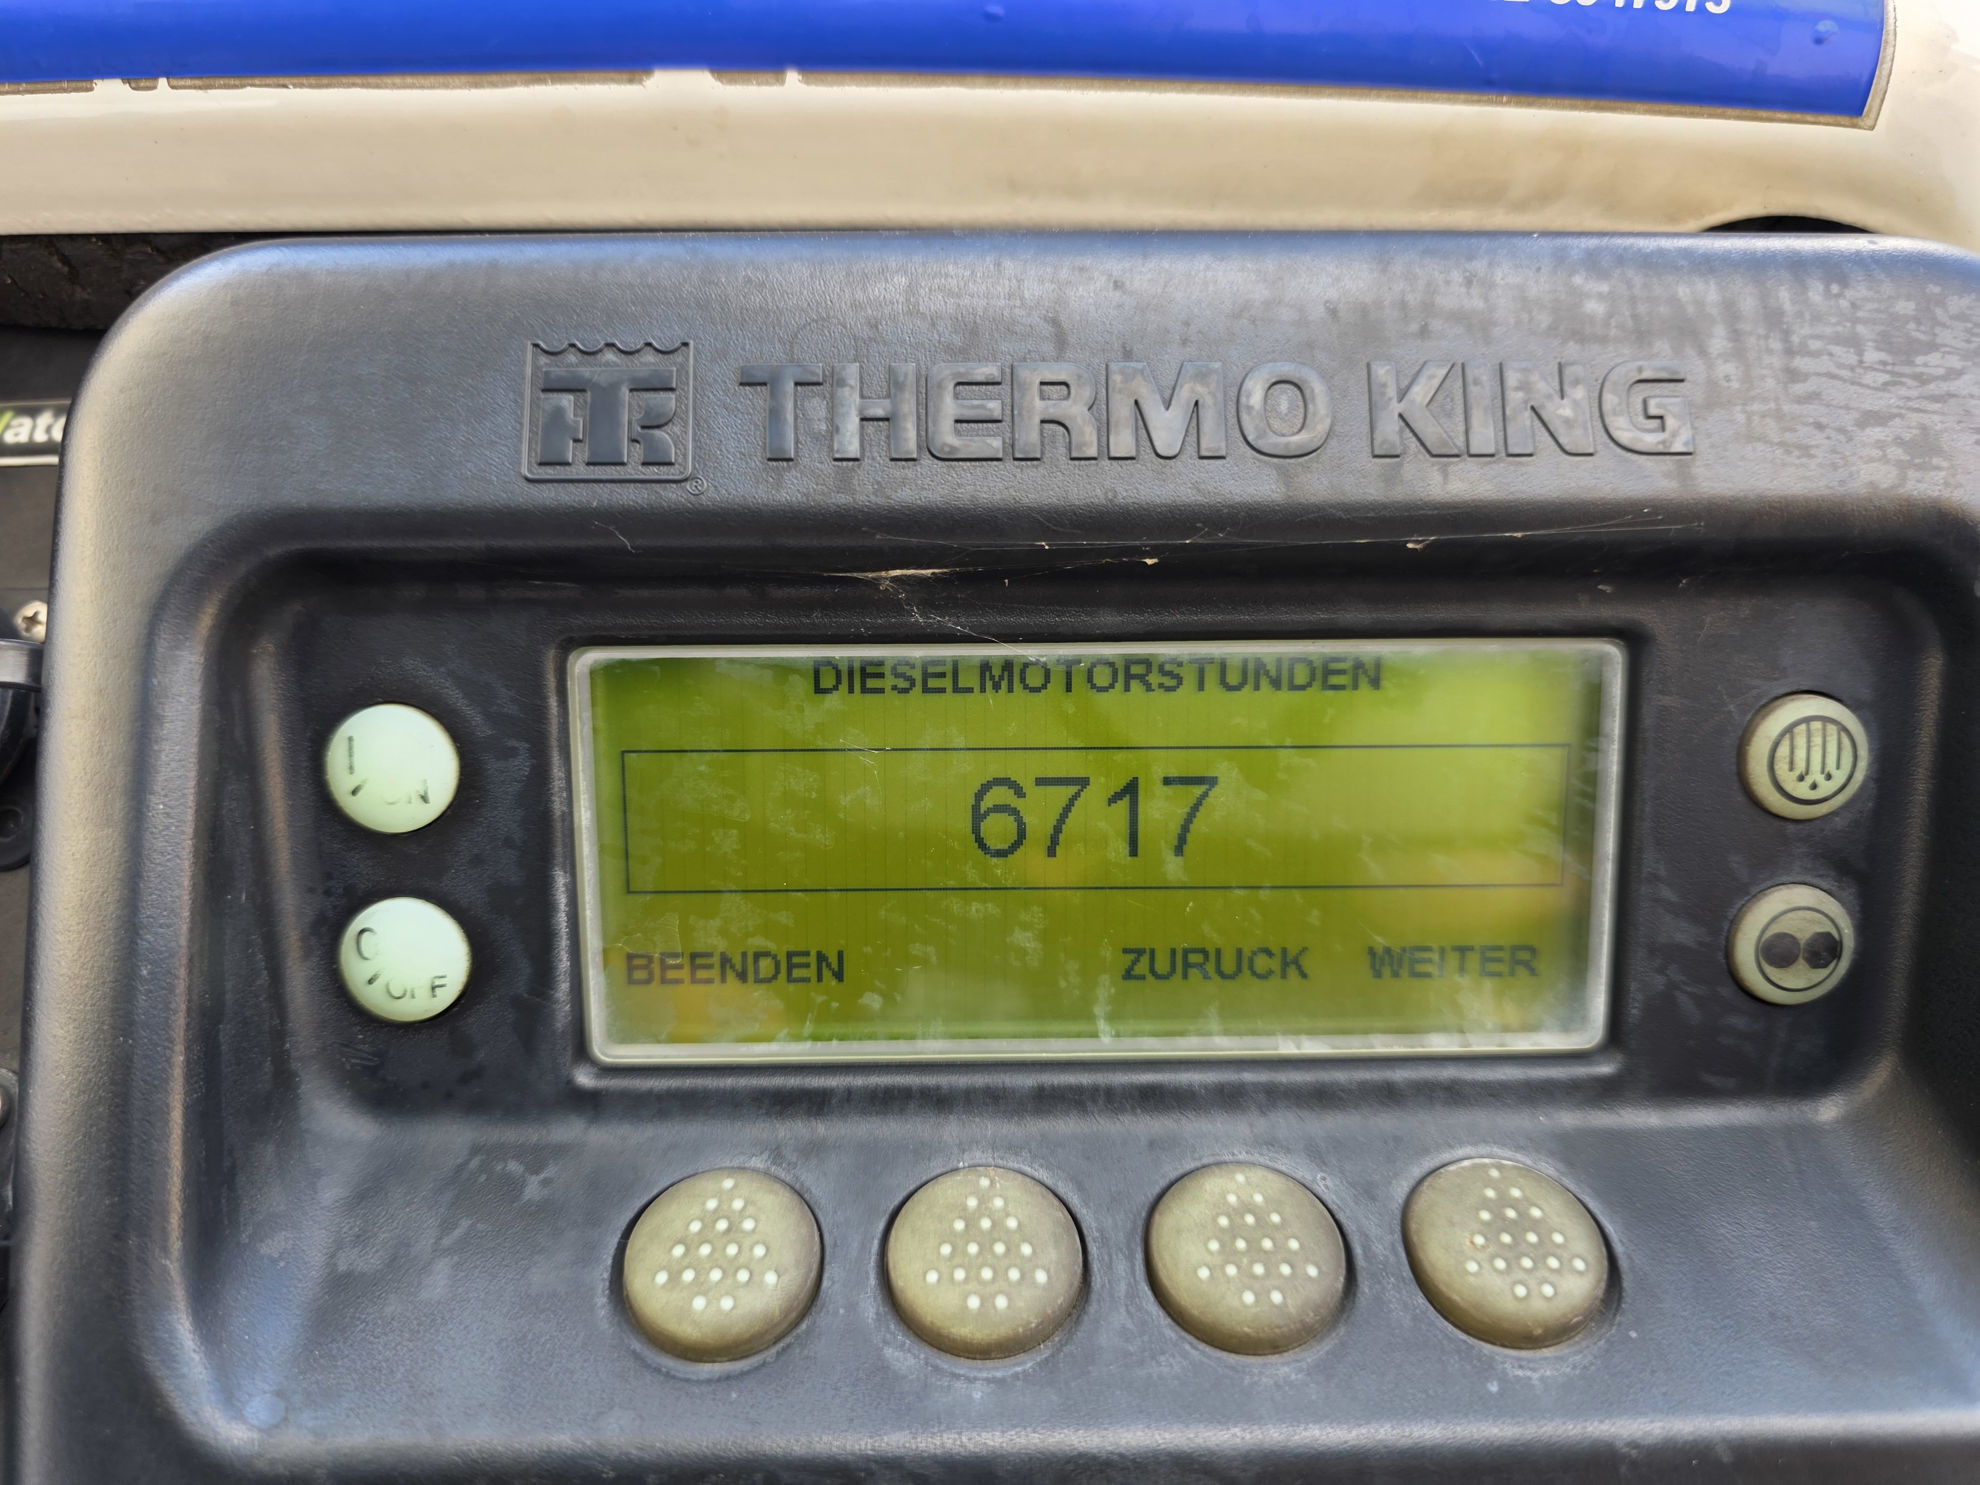 THERMO KING
DIESELMOTORSTUNDEN
6717
BEENDEN ZURUCK WEITER
ON
OFF